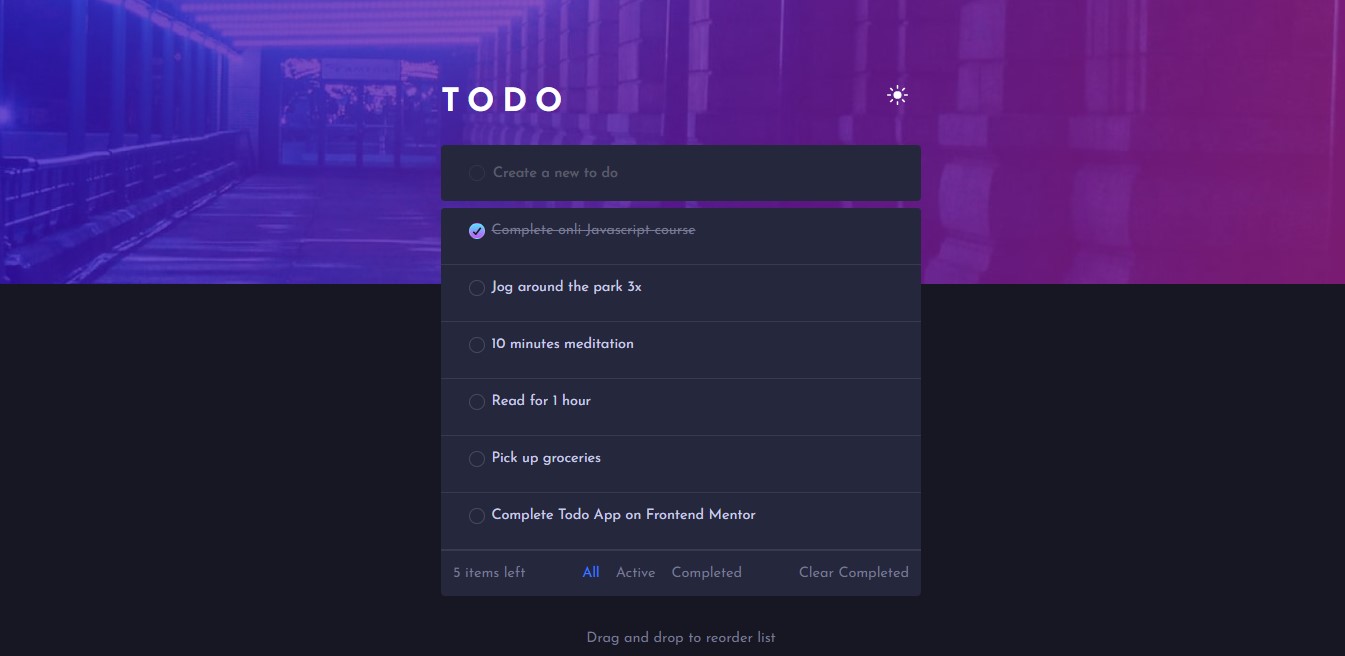 TODO
Create a new to do
Complete onli Javascript course
Jog around the park 3x
10 minutes meditation
Read for 1 hour
Pick up groceries
Complete Todo App on Frontend Mentor
5 items left All Active Completed Clear Completed
Drag and drop to reorder list